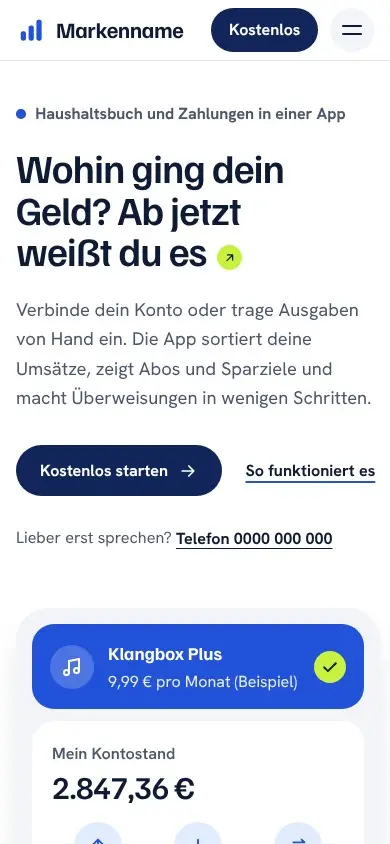 Markenname
Kostenlos
Haushaltsbuch und Zahlungen in einer App
Wohin ging dein
Geld? Ab jetzt
weißt du es
Verbinde dein Konto oder trage Ausgaben
von Hand ein. Die App sortiert deine
Umsätze, zeigt Abos und Sparziele und
macht Überweisungen in wenigen Schritten.
Kostenlos starten
So funktioniert es
Lieber erst sprechen? Telefon 0000 000 000
Klangbox Plus
9,99 € pro Monat (Beispiel)
Mein Kontostand
2.847,36 €